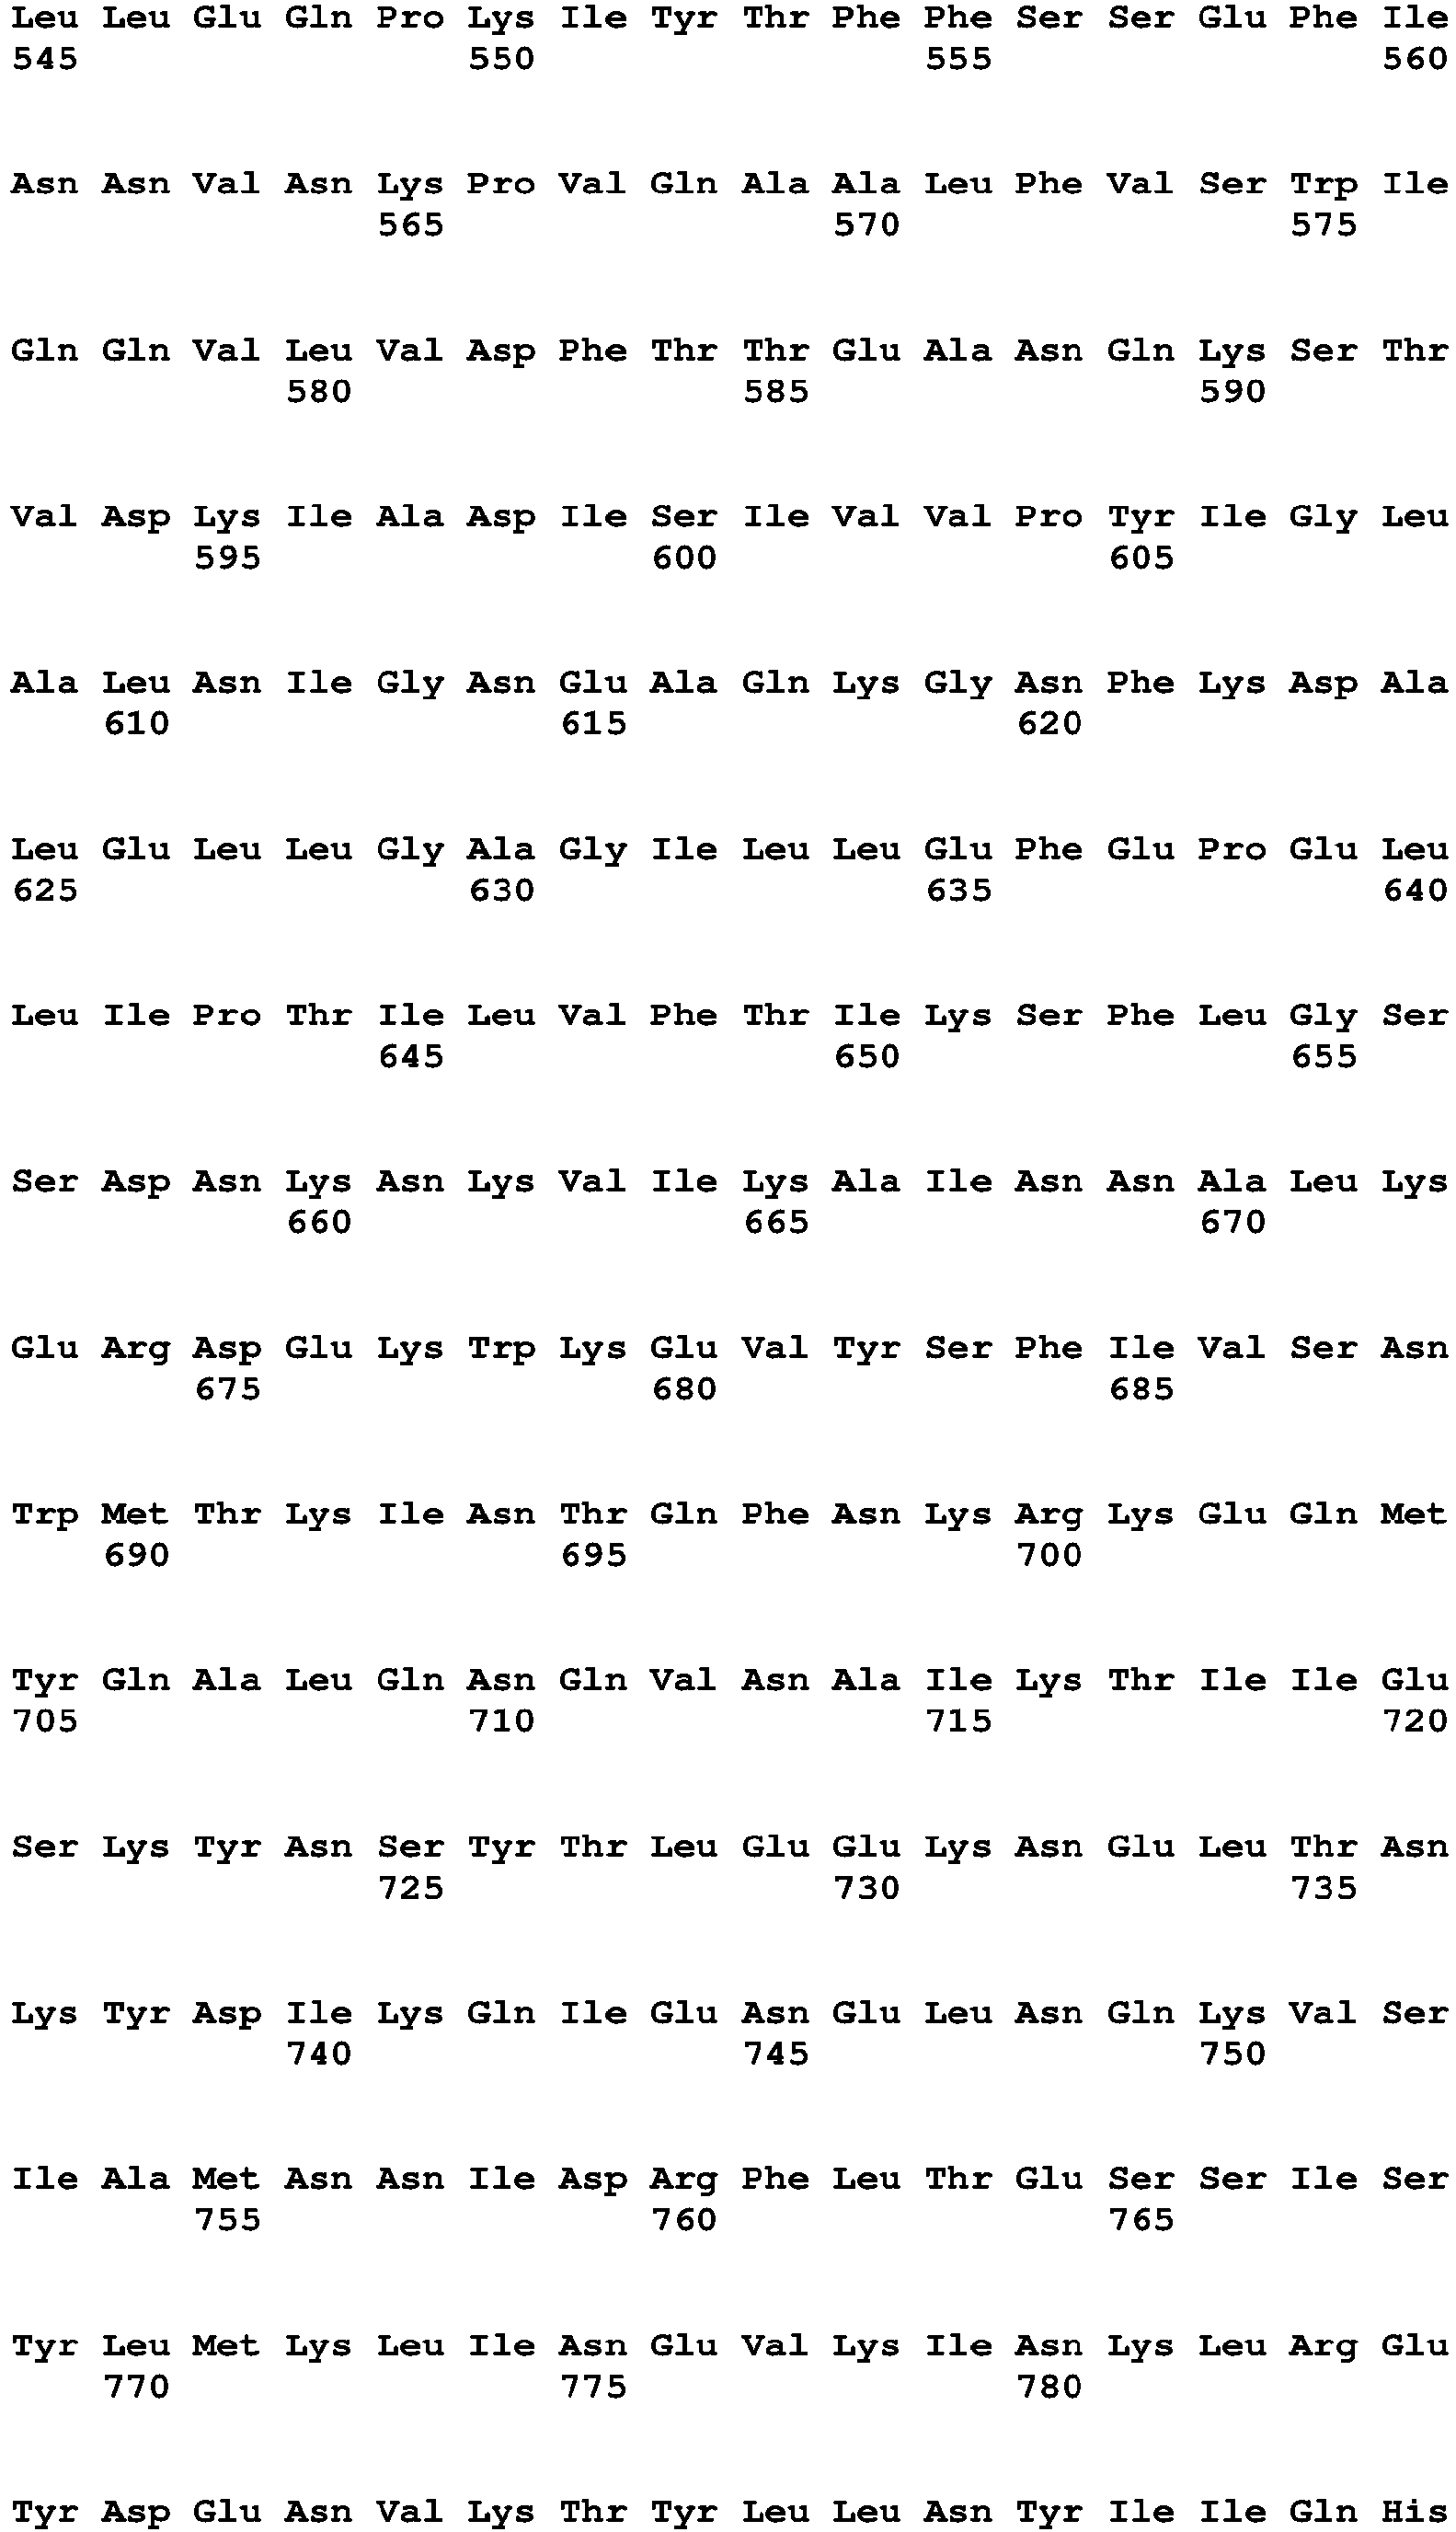 Leu Leu Glu Gln Pro Lys Ile Tyr Thr Phe Phe Ser Ser Glu Phe Ile
545 550 555 560
Asn Asn Val Asn Lys Pro Val Gln Ala Ala Leu Phe Val Ser Trp Ile
565 570 575
Gln Gln Val Leu Val Asp Phe Thr Thr Glu Ala Asn Gln Lys Ser Thr
580 585 590
Val Asp Lys Ile Ala Asp Ile Ser Ile Val Val Pro Tyr Ile Gly Leu
595 600 605
Ala Leu Asn Ile Gly Asn Glu Ala Gln Lys Gly Asn Phe Lys Asp Ala
610 615 620
Leu Glu Leu Leu Gly Ala Gly Ile Leu Leu Glu Phe Glu Pro Glu Leu
625 630 635 640
Leu Ile Pro Thr Ile Leu Val Phe Thr Ile Lys Ser Phe Leu Gly Ser
645 650 655
Ser Asp Asn Lys Asn Lys Val Ile Lys Ala Ile Asn Asn Ala Leu Lys
660 665 670
Glu Arg Asp Glu Lys Trp Lys Glu Val Tyr Ser Phe Ile Val Ser Asn
675 680 685
Trp Met Thr Lys Ile Asn Thr Gln Phe Asn Lys Arg Lys Glu Gln Met
690 695 700
Tyr Gln Ala Leu Gln Asn Gln Val Asn Ala Ile Lys Thr Ile Ile Glu
705 710 715 720
Ser Lys Tyr Asn Ser Tyr Thr Leu Glu Glu Lys Asn Glu Leu Thr Asn
725 730 735
Lys Tyr Asp Ile Lys Gln Ile Glu Asn Glu Leu Asn Gln Lys Val Ser
740 745 750
Ile Ala Met Asn Asn Ile Asp Arg Phe Leu Thr Glu Ser Ser Ile Ser
755 760 765
Tyr Leu Met Lys Leu Ile Asn Glu Val Lys Ile Asn Lys Leu Arg Glu
770 775 780
Tyr Asp Glu Asn Val Lys Thr Tyr Leu Leu Asn Tyr Ile Ile Gln His